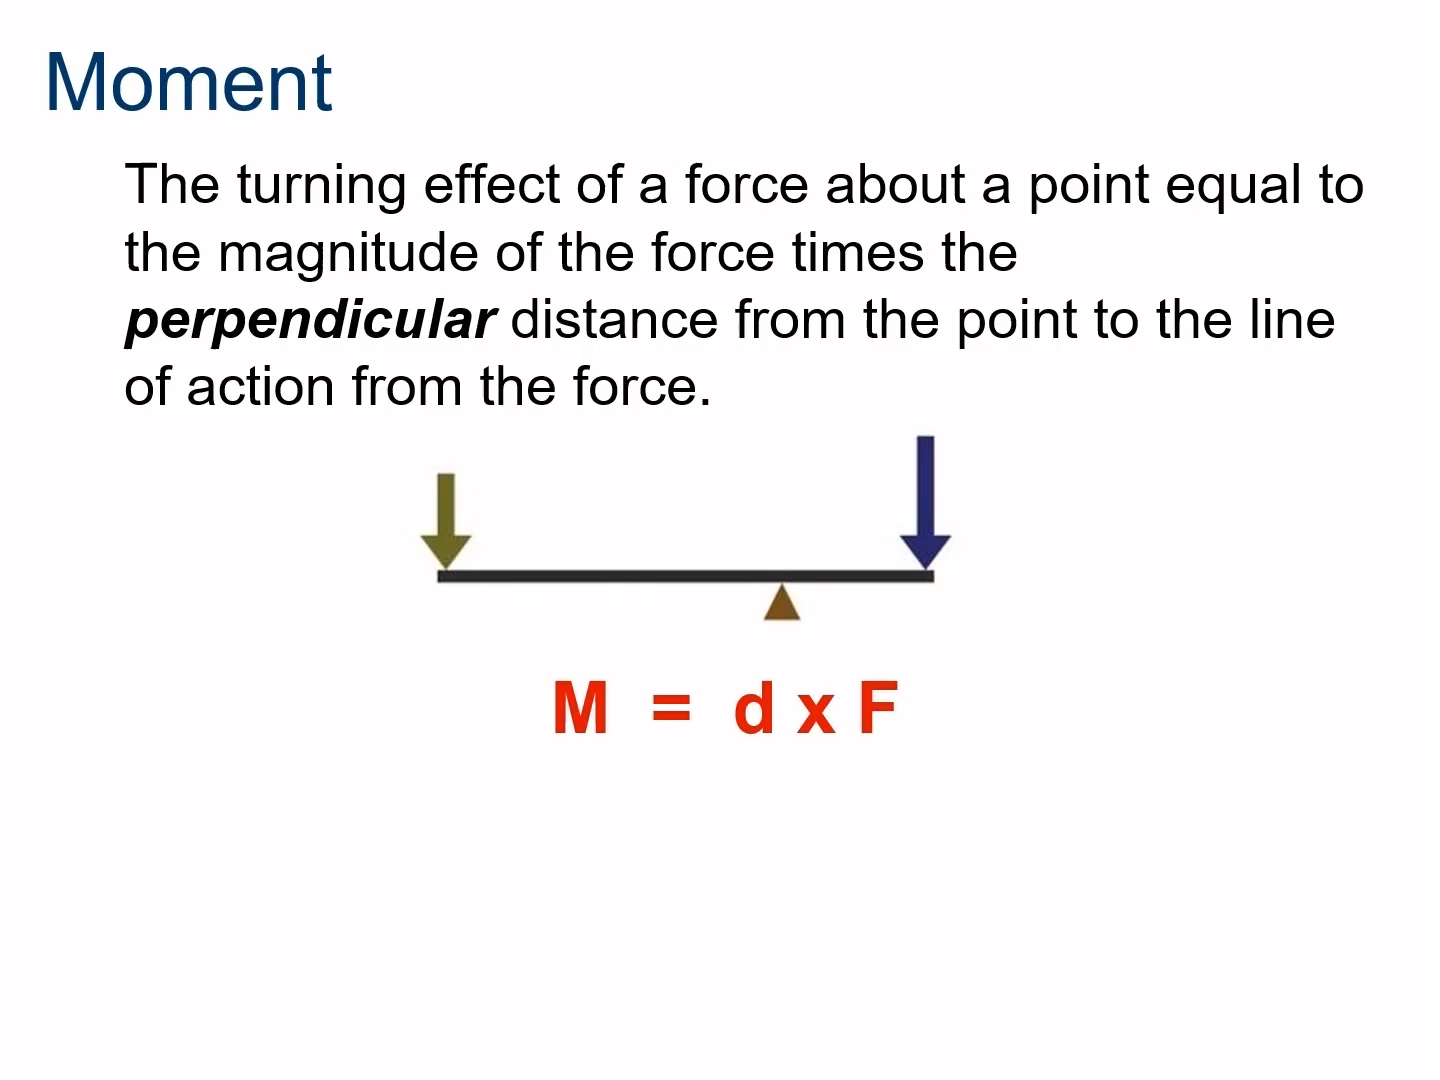 Moment
The turning effect of a force about a point equal to
the magnitude of the force times the
perpendicular distance from the point to the line
of action from the force.
M = d x F